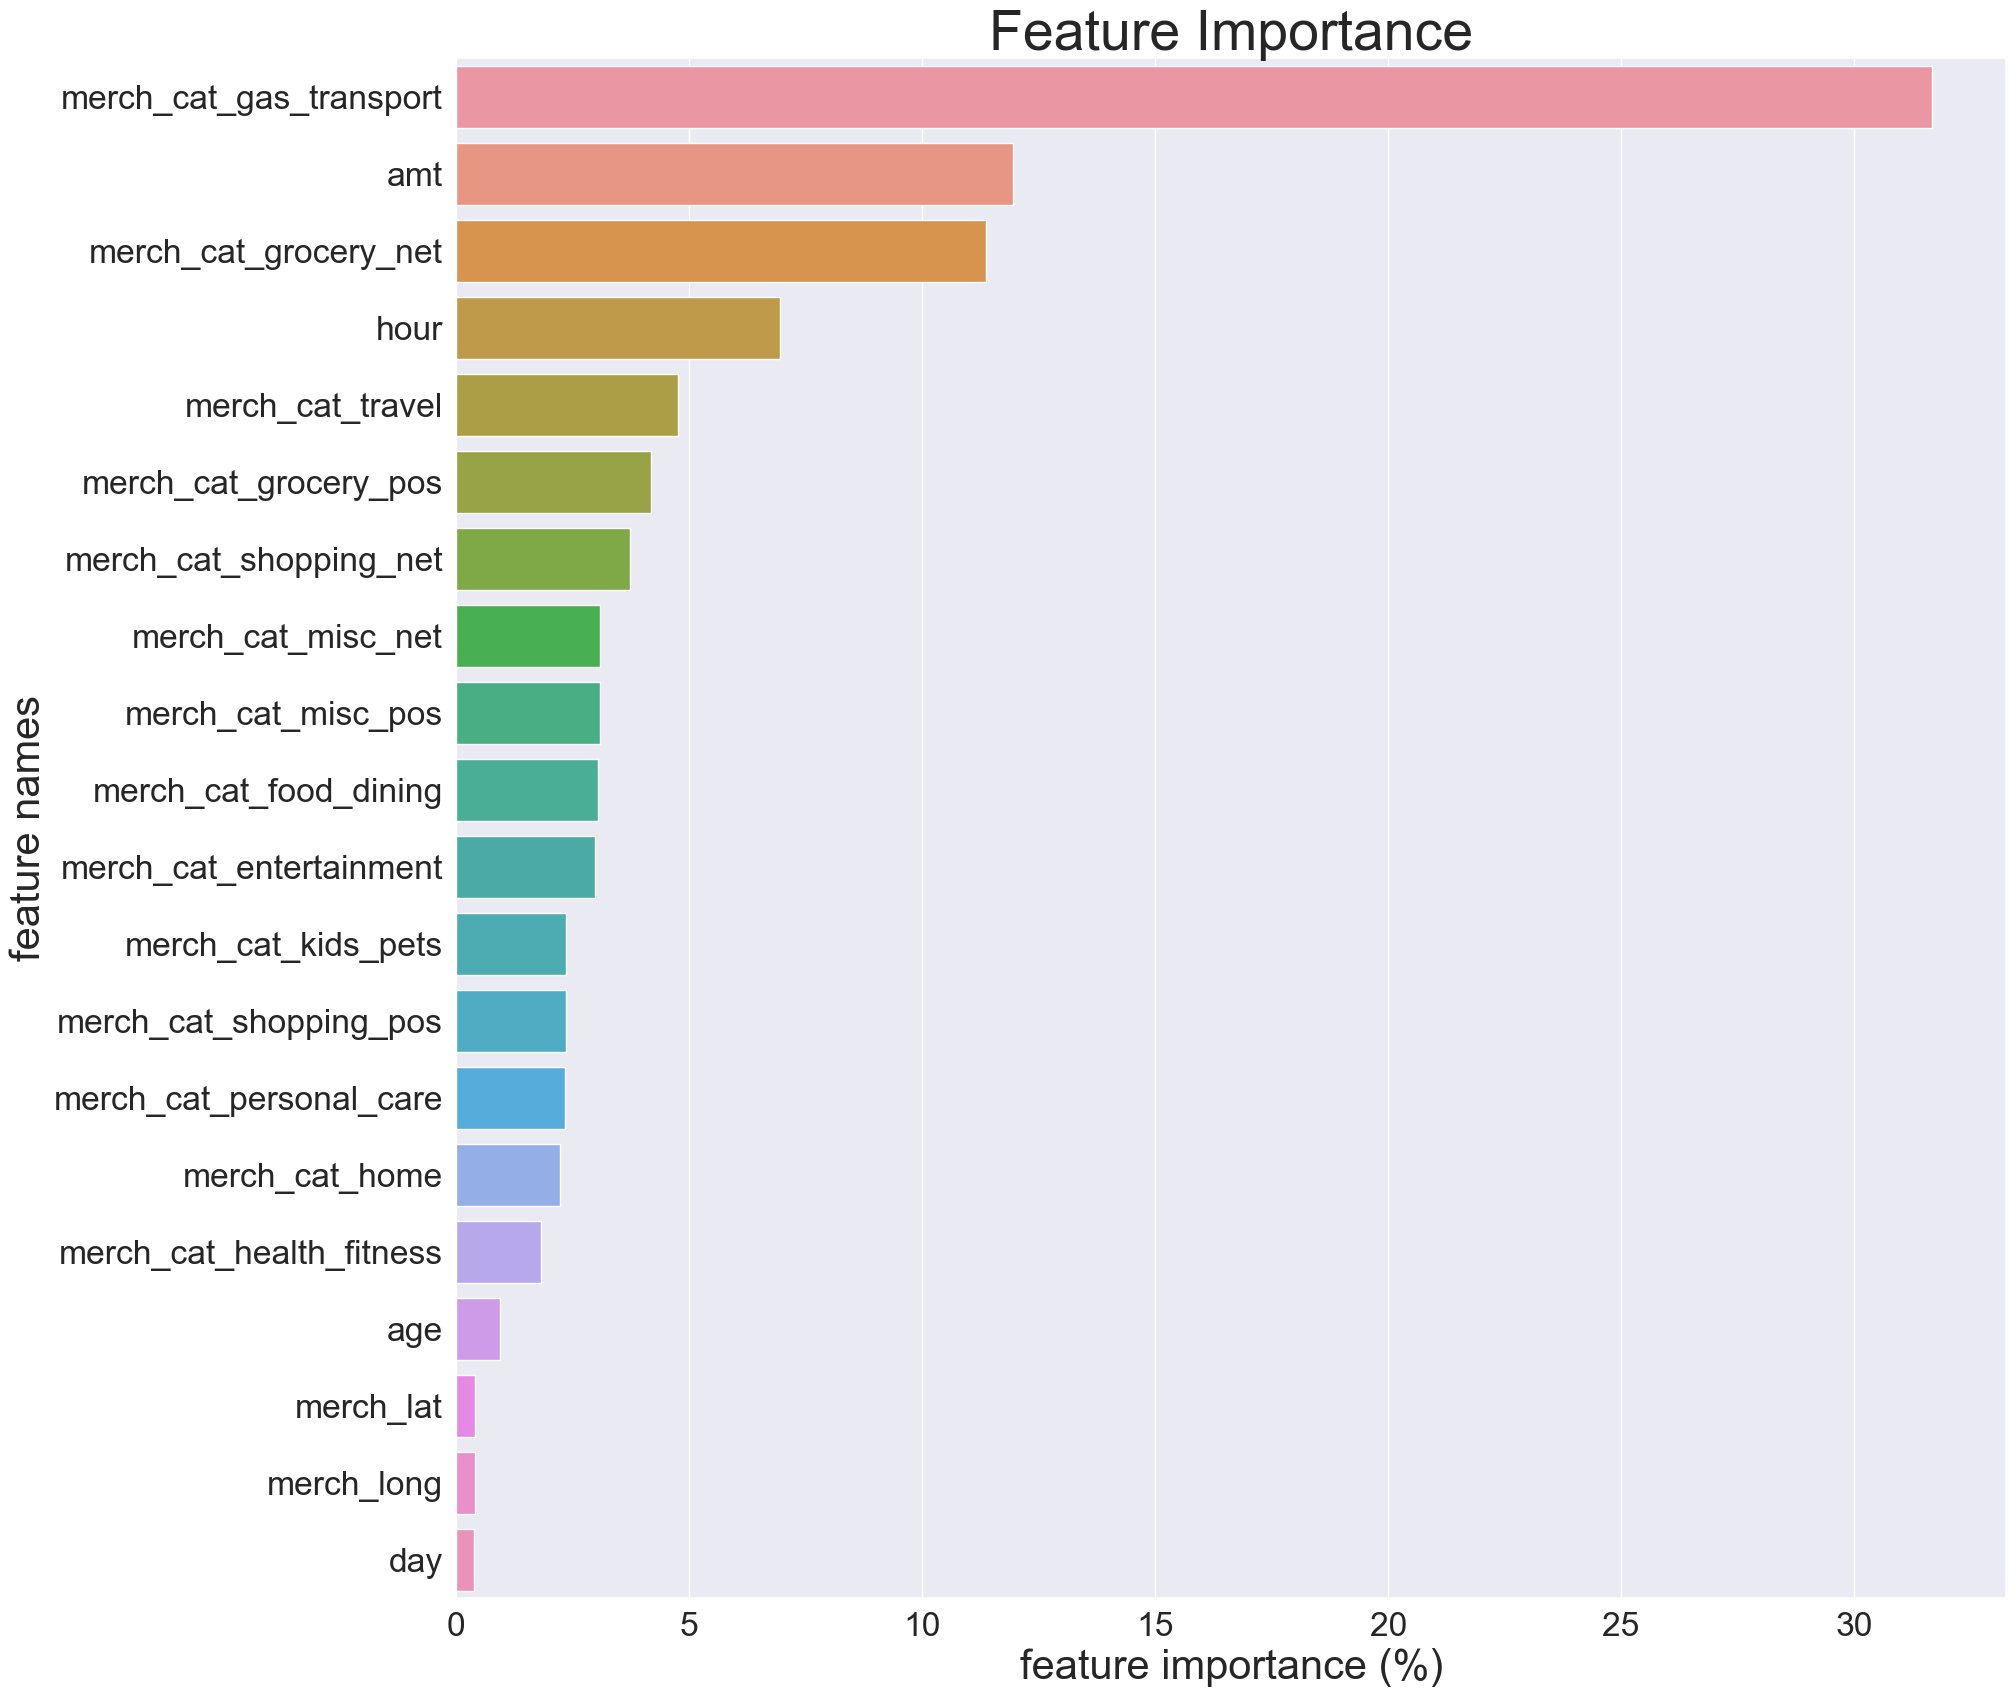 Feature Importance
merch_cat_gas_transport
amt
merch_cat_grocery_net
hour
merch_cat_travel
merch_cat_grocery_pos
merch_cat_shopping_net
merch_cat_misc_net
merch_cat_misc_pos
merch_cat_food_dining
merch_cat_entertainment
merch_cat_kids_pets
merch_cat_shopping_pos
merch_cat_personal_care
merch_cat_home
merch_cat_health_fitness
age
merch_lat
merch_long
day
feature names
0 5 10 15 20 25 30
feature importance (%)